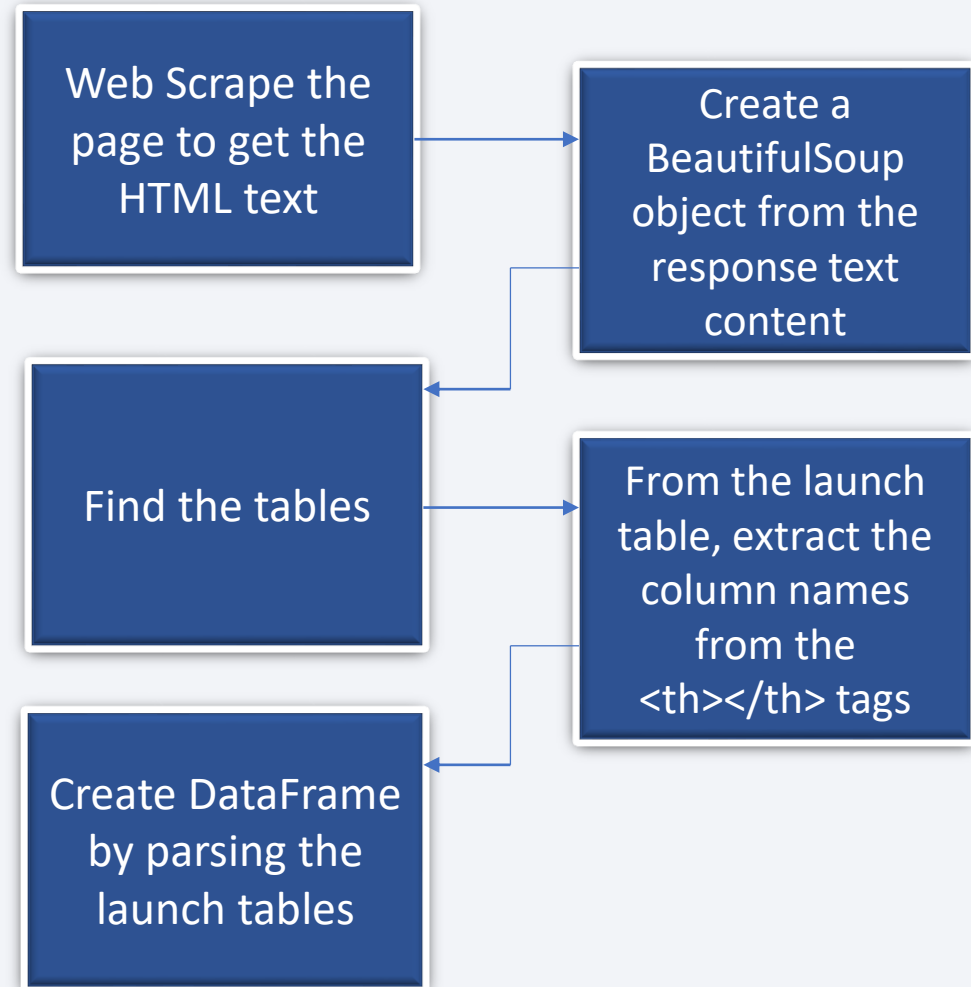 Web Scrape the
page to get the
HTML text
Create a
BeautifulSoup
object from the
response text
content
Find the tables
From the launch
table, extract the
column names
from the
<th></th> tags
Create DataFrame
by parsing the
launch tables